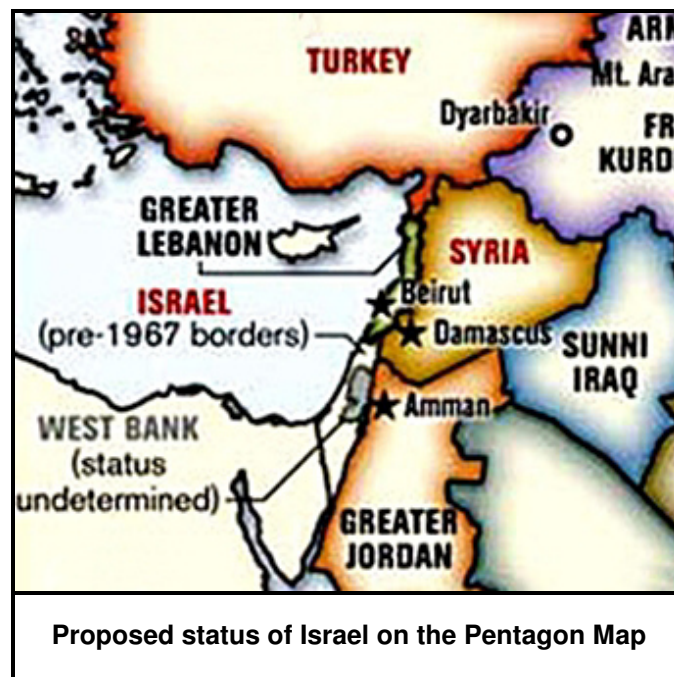 TURKEY
ARM
Mt. Ara
Dyarbakir
FR
KURD
GREATER
LEBANON
SYRIA
ISRAEL
(pre-1967 borders)
Beirut
Damascus
SUNNI
IRAQ
WEST BANK
(status
undetermined)
Amman
GREATER
JORDAN
Proposed status of Israel on the Pentagon Map